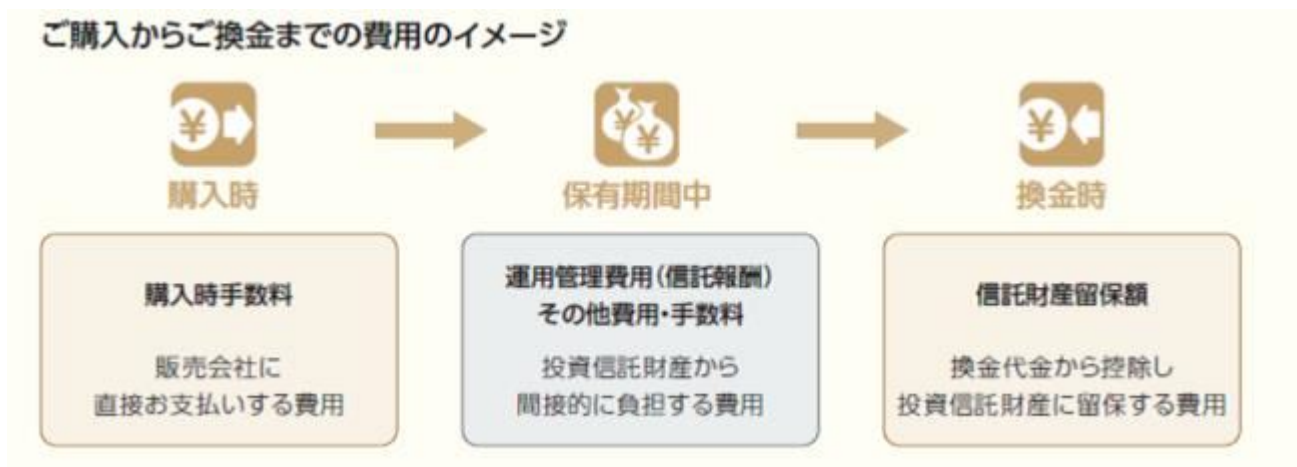 ご購入からご換金までの費用のイメージ
¥
¥
¥
¥
購入時
保有期間中
換金時
購入時手数料
販売会社に
直接お支払いする費用
運用管理費用(信託報酬)
その他費用・手数料
投資信託財産から
間接的に負担する費用
信託財産留保額
換金代金から控除し
投資信託財産に留保する費用